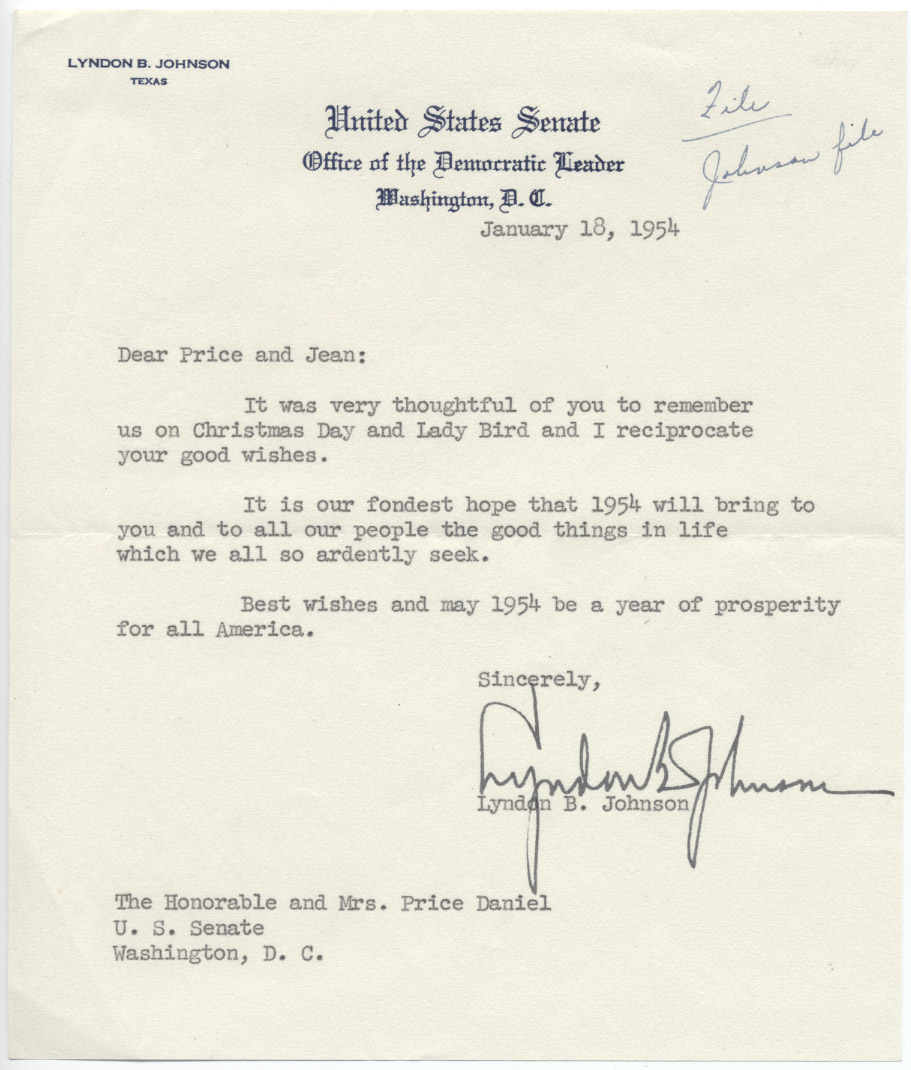 LYNDON B. JOHNSON
TEXAS
United States Senate
Office of the Democratic Leader
Washington, D. C.
File
Johnson file
January 18, 1954
Dear Price and Jean:
It was very thoughtful of you to remember
us on Christmas Day and Lady Bird and I reciprocate
your good wishes.
It is our fondest hope that 1954 will bring to
you and to all our people the good things in life
which we all so ardently seek.
Best wishes and may 1954 be a year of prosperity
for all America.
Sincerely,
Lyndon B Johnson
Lyndon B. Johnson
The Honorable and Mrs. Price Daniel
U. S. Senate
Washington, D. C.